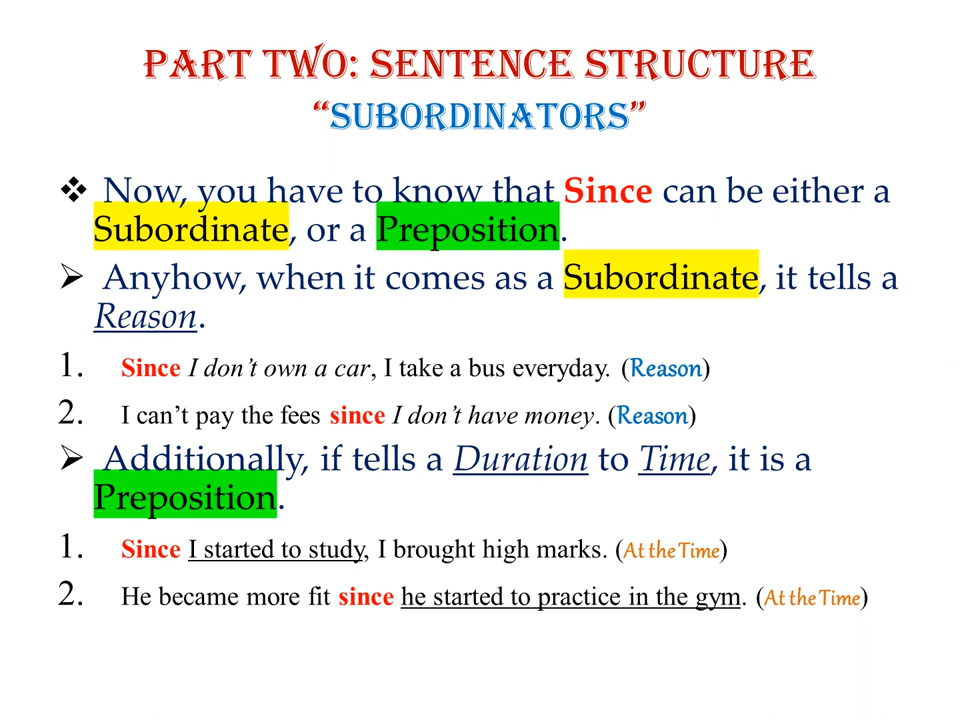 PART TWO: SENTENCE STRUCTURE
“SUBORDINATORS”
❖ Now, you have to know that Since can be either a
Subordinate, or a Preposition.
➢ Anyhow, when it comes as a Subordinate, it tells a
Reason.
1. Since I don’t own a car, I take a bus everyday. (Reason)
2. I can’t pay the fees since I don’t have money. (Reason)
➢ Additionally, if tells a Duration to Time, it is a
Preposition.
1. Since I started to study, I brought high marks. (At the Time)
2. He became more fit since he started to practice in the gym. (At the Time)